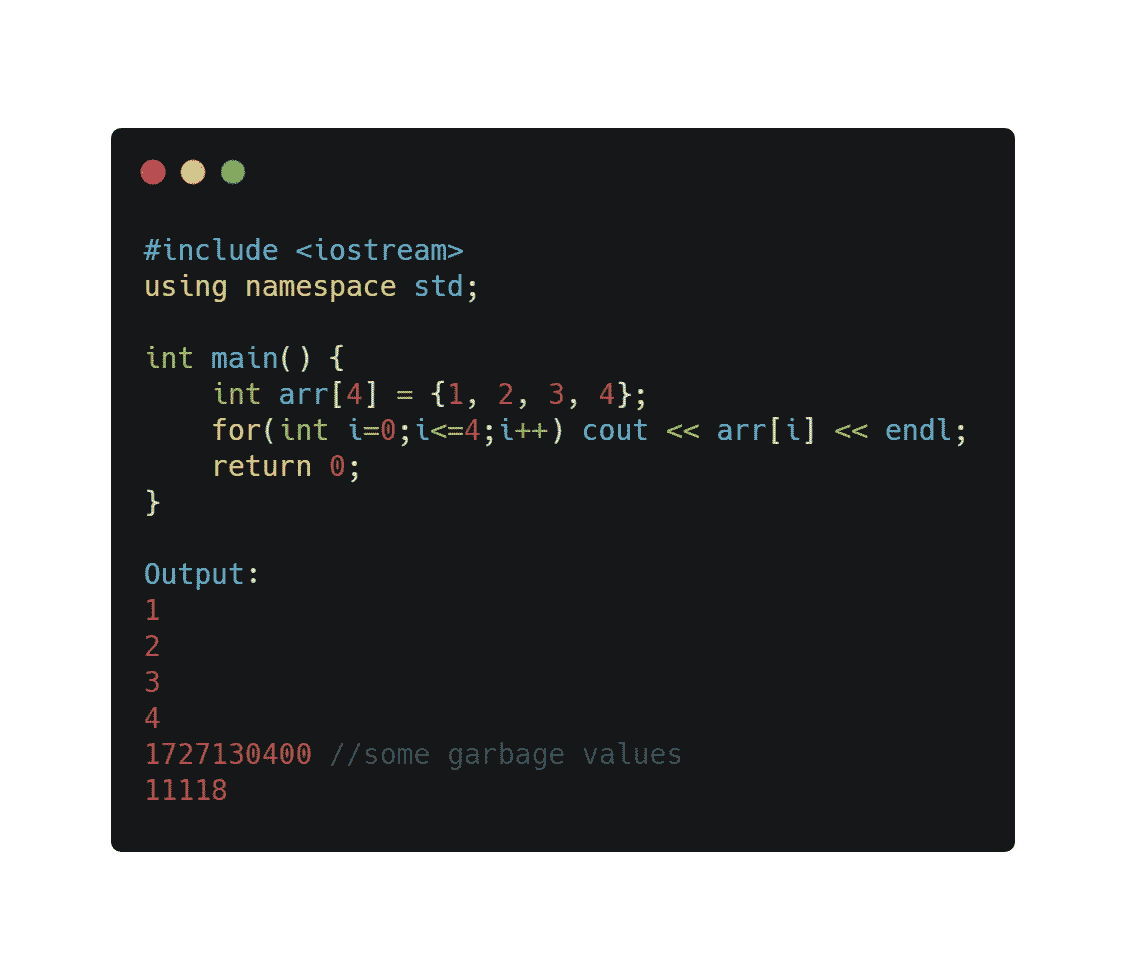 #include <iostream>
using namespace std;
int main() {
    int arr[4] = {1, 2, 3, 4};
    for(int i=0;i<=4;i++) cout << arr[i] << endl;
    return 0;
}
Output:
1
2
3
4
1727130400 //some garbage values
11118